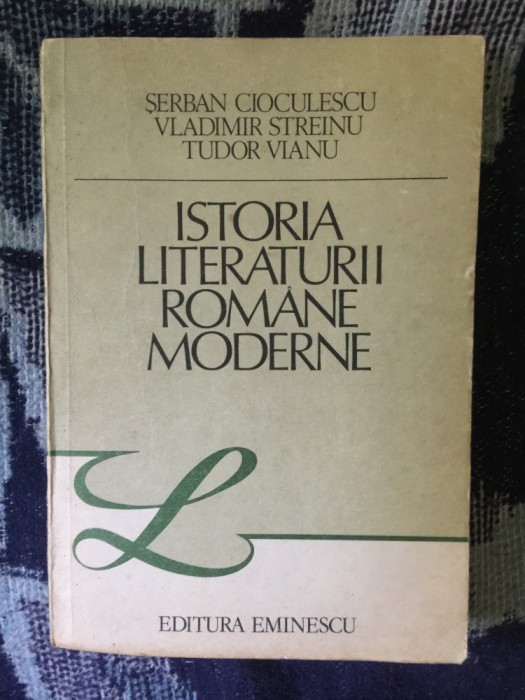 ŞERBAN CIOCULESCU
VLADIMIR STREINU
TUDOR VIANU
ISTORIA
LITERATURII
ROMÂNE
MODERNE
L
EDITURA EMINESCU